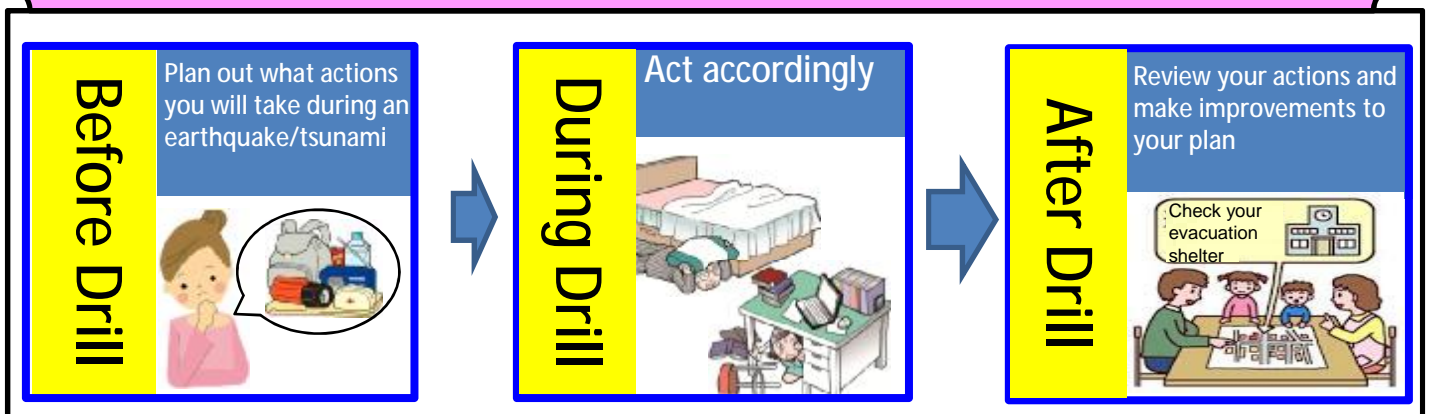 Before Drill
Plan out what actions
you will take during an
earthquake/tsunami
During Drill
Act accordingly
After Drill
Review your actions and
make improvements to
your plan
Check your
evacuation
shelter